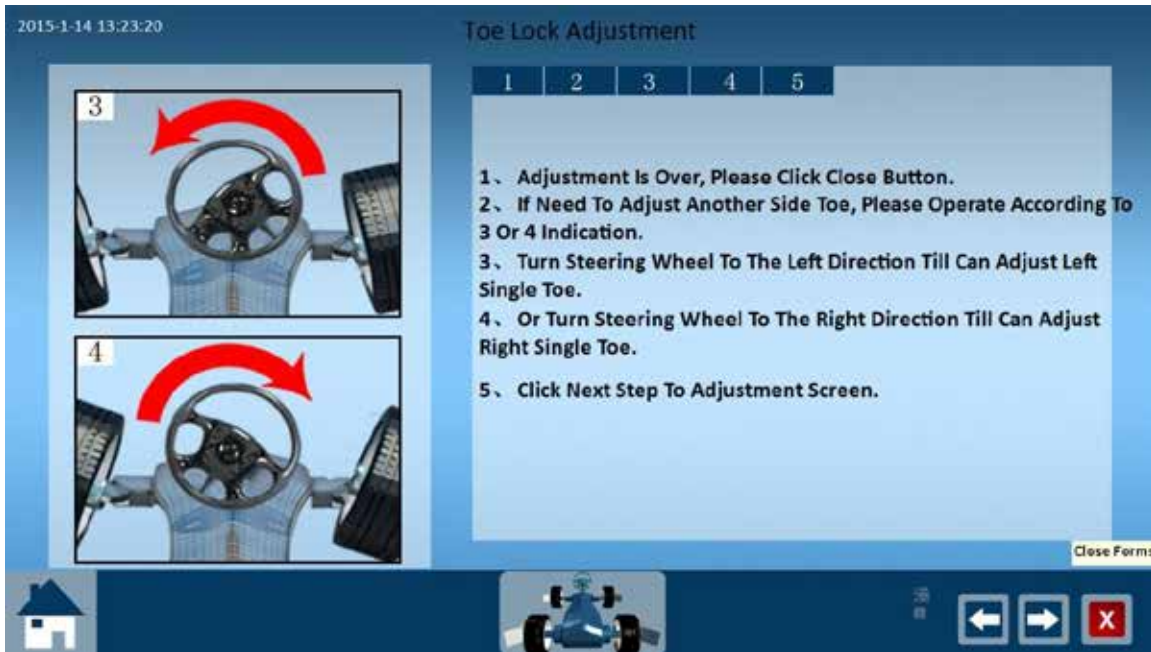 2015-1-14 13:23:20
Toe Lock Adjustment
1 2 3 4 5
3
4
1、 Adjustment Is Over, Please Click Close Button.
2、 If Need To Adjust Another Side Toe, Please Operate According To
3 Or 4 Indication.
3、 Turn Steering Wheel To The Left Direction Till Can Adjust Left
Single Toe.
4、 Or Turn Steering Wheel To The Right Direction Till Can Adjust
Right Single Toe.
5、 Click Next Step To Adjustment Screen.
Close Forms
X